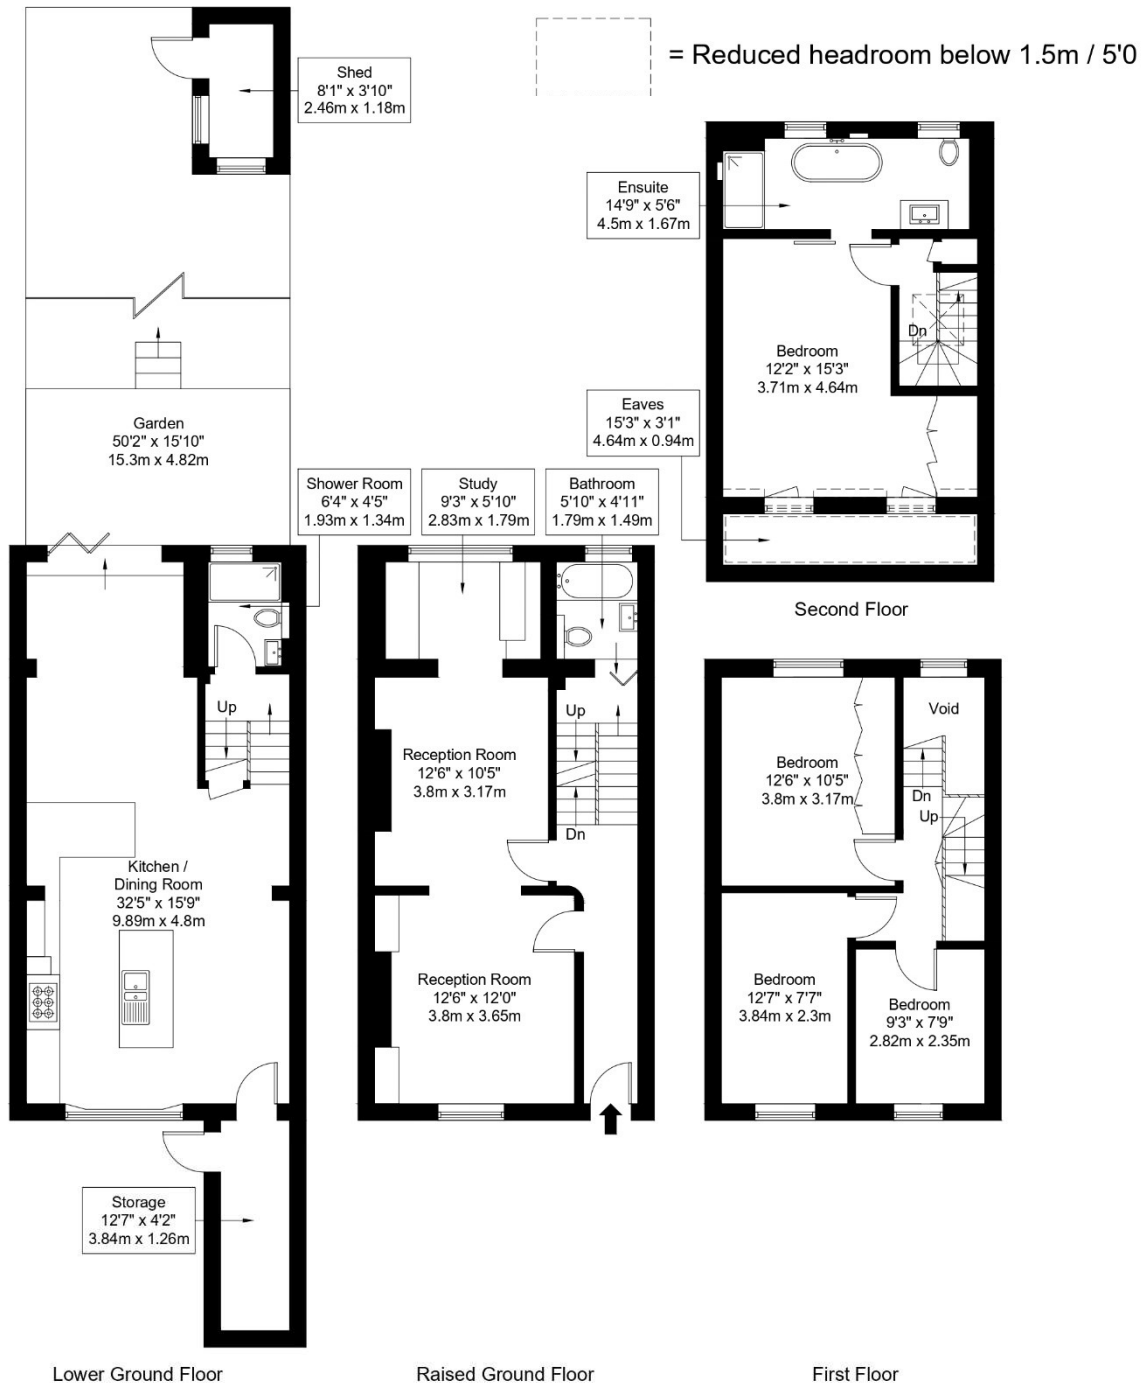 = Reduced headroom below 1.5m / 5'0
Shed
8'1" x 3'10"
2.46m x 1.18m
Ensuite
14'9" x 5'6"
4.5m x 1.67m
Dn
Bedroom
12'2" x 15'3"
3.71m x 4.64m
Eaves
15'3" x 3'1"
4.64m x 0.94m
Second Floor
Garden
50'2" x 15'10"
15.3m x 4.82m
Shower Room
6'4" x 4'5"
1.93m x 1.34m
Study
9'3" x 5'10"
2.83m x 1.79m
Bathroom
5'10" x 4'11"
1.79m x 1.49m
Up
Kitchen /
Dining Room
32'5" x 15'9"
9.89m x 4.8m
Storage
12'7" x 4'2"
3.84m x 1.26m
Lower Ground Floor
Up
Reception Room
12'6" x 10'5"
3.8m x 3.17m
Dn
Reception Room
12'6" x 12'0"
3.8m x 3.65m
Raised Ground Floor
Void
Bedroom
12'6" x 10'5"
3.8m x 3.17m
Dn
Up
Bedroom
12'7" x 7'7"
3.84m x 2.3m
Bedroom
9'3" x 7'9"
2.82m x 2.35m
First Floor